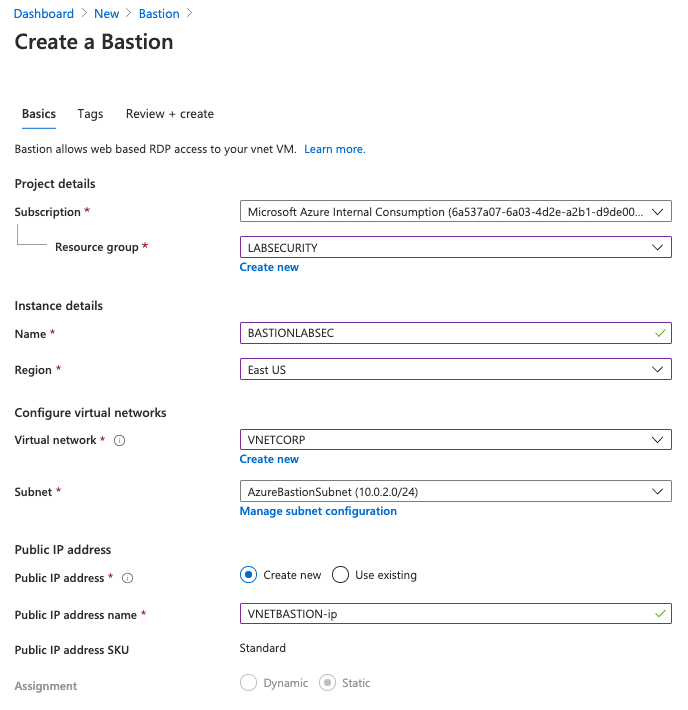 Dashboard > New > Bastion >
Create a Bastion
Basics Tags Review + create
Bastion allows web based RDP access to your vnet VM. Learn more.
Project details
Subscription * Microsoft Azure Internal Consumption (6a537a07-6a03-4d2e-a2b1-d9de00...
Resource group * LABSECURITY
Create new
Instance details
Name * BASTIONLABSEC
Region * East US
Configure virtual networks
Virtual network * VNETCORP
Create new
Subnet * AzureBastionSubnet (10.0.2.0/24)
Manage subnet configuration
Public IP address
Public IP address * Create new Use existing
Public IP address name * VNETBASTION-ip
Public IP address SKU Standard
Assignment Dynamic Static